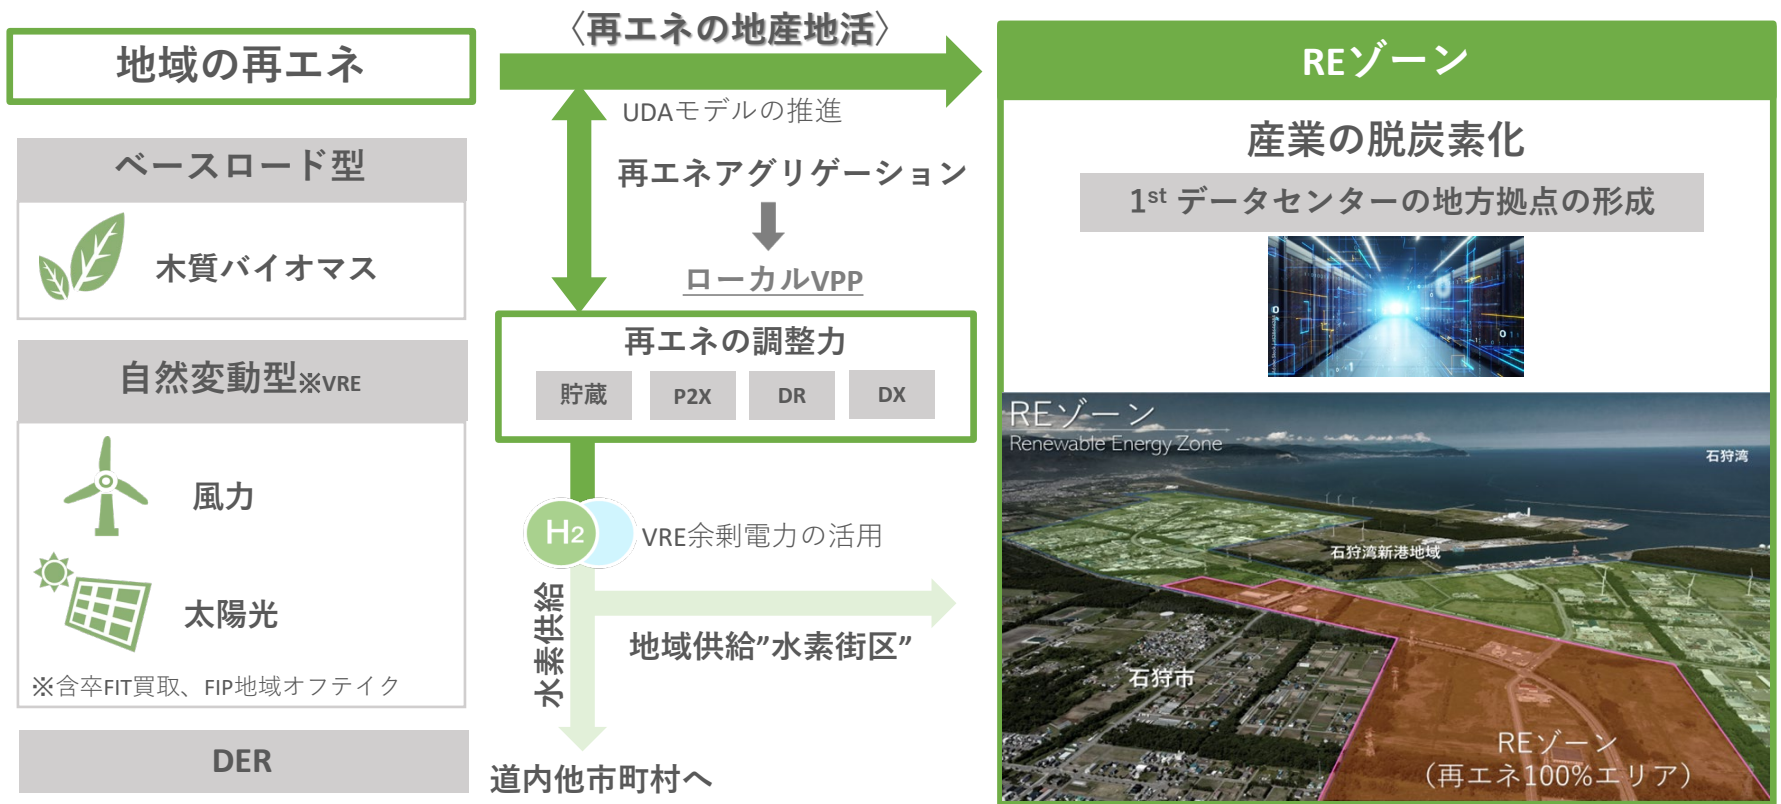 地域の再エネ
ベースロード型
木質バイオマス
自然変動型※VRE
風力
太陽光
※含卒FIT買取、FIP地域オフテイク
DER
〈再エネの地産地活〉
UDAモデルの推進
再エネアグリゲーション
ローカルVPP
再エネの調整力
貯蔵
P2X
DR
DX
H2
VRE余剰電力の活用
水素供給
地域供給”水素街区”
道内他市町村へ
REゾーン
産業の脱炭素化
1st データセンターの地方拠点の形成
REゾーン
Renewable Energy Zone
石狩湾
石狩湾新港地域
石狩市
REゾーン
（再エネ100%エリア）